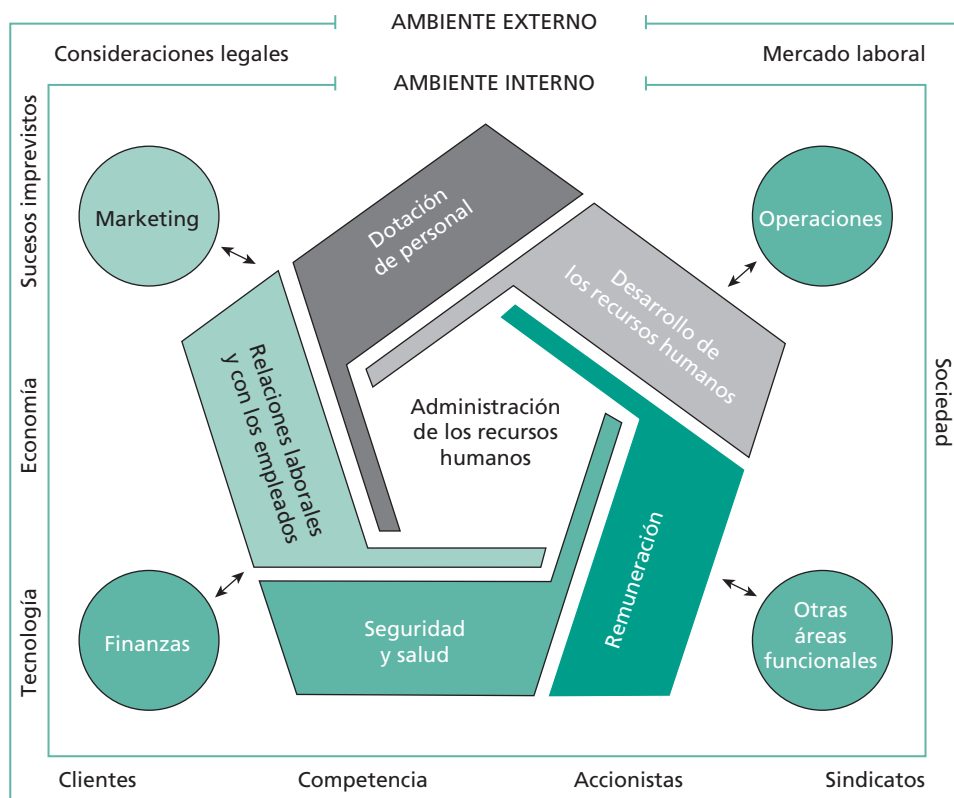 AMBIENTE EXTERNO
Consideraciones legales
Mercado laboral
AMBIENTE INTERNO
Sucesos imprevistos
Economía
Tecnología
Marketing
Dotación
de personal
Operaciones
Desarrollo de
los recursos humanos
Relaciones laborales
y con los empleados
Administración
de los recursos
humanos
Sociedad
Remuneración
Finanzas
Seguridad
y salud
Otras
áreas
funcionales
Clientes
Competencia
Accionistas
Sindicatos